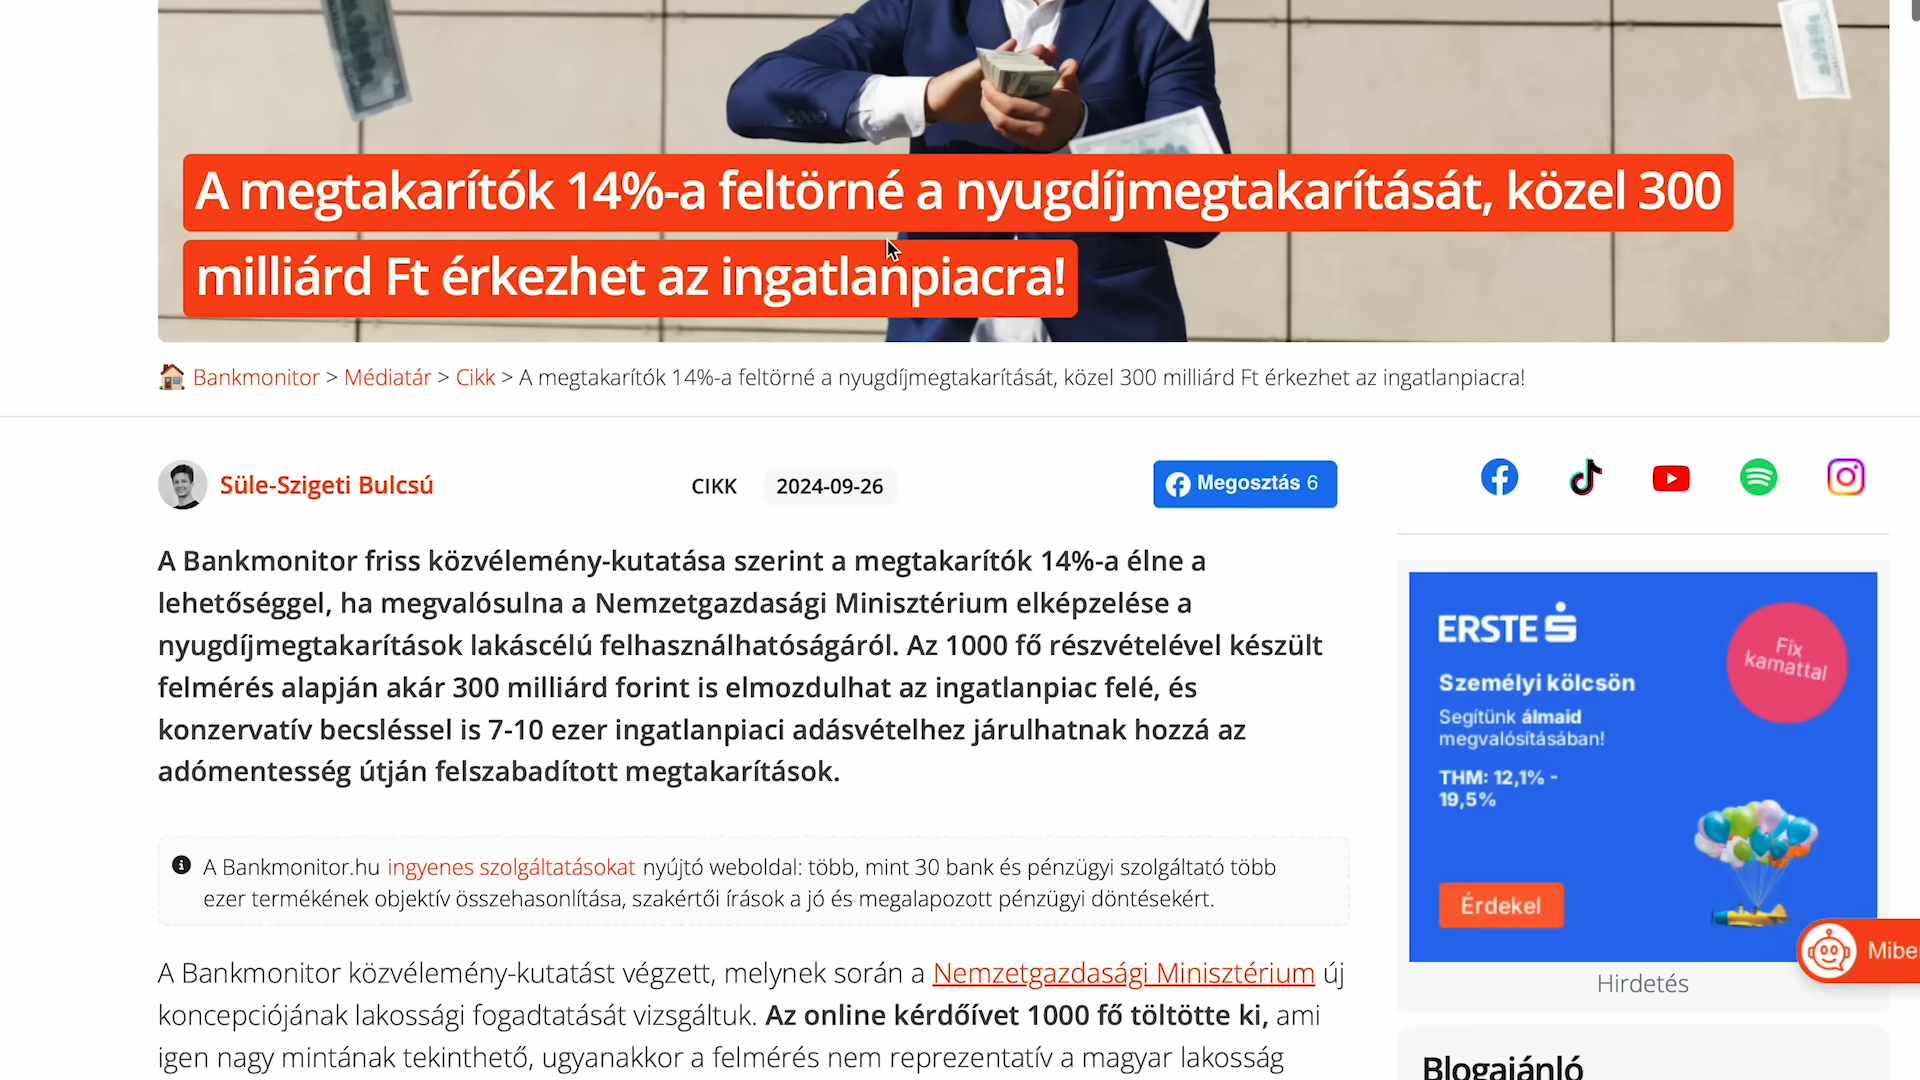 A megtakarítók 14%-a feltörné a nyugdíjmegtakarítását, közel 300
milliárd Ft érkezhet az ingatlanpiacra!
Bankmonitor > Médiatár > Cikk > A megtakarítók 14%-a feltörné a nyugdíjmegtakarítását, közel 300 milliárd Ft érkezhet az ingatlanpiacra!
Süle-Szigeti Bulcsú
CIKK
2024-09-26
Megosztás 6
A Bankmonitor friss közvélemény-kutatása szerint a megtakarítók 14%-a élne a
lehetőséggel, ha megvalósulna a Nemzetgazdasági Minisztérium elképzelése a
nyugdíjmegtakarítások lakáscélú felhasználhatóságáról. Az 1000 fő részvételével készült
felmérés alapján akár 300 milliárd forint is elmozdulhat az ingatlanpiac felé, és
konzervatív becsléssel is 7-10 ezer ingatlanpiaci adásvételhez járulhatnak hozzá az
adómentesség útján felszabadított megtakarítások.
A Bankmonitor.hu ingyenes szolgáltatásokat nyújtó weboldal: több, mint 30 bank és pénzügyi szolgáltató több
ezer termékének objektív összehasonlítása, szakértői írások a jó és megalapozott pénzügyi döntésekért.
A Bankmonitor közvélemény-kutatást végzett, melynek során a Nemzetgazdasági Minisztérium új
koncepciójának lakossági fogadtatását vizsgáltuk. Az online kérdőívet 1000 fő töltötte ki, ami
igen nagy mintának tekinthető, ugyanakkor a felmérés nem reprezentatív a magyar lakosság
ERSTE
Fix
kamattal
Személyi kölcsön
Segítünk álmaid
megvalósításában!
THM: 12,1% -
19,5%
Érdekel
Hirdetés
Blogajánló